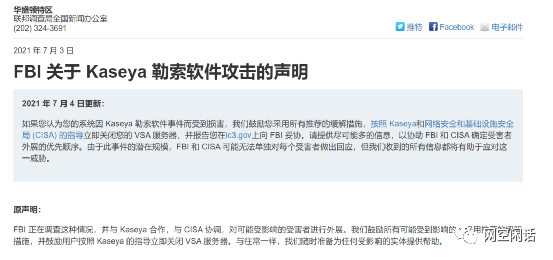 华盛顿特区
联邦调查局全国新闻办公室
(202) 324-3691
推特 Facebook 电子邮件
2021 年 7 月 3 日
FBI 关于 Kaseya 勒索软件攻击的声明
2021 年 7 月 4 日更新：
如果您认为您的系统因 Kaseya 勒索软件事件而受到损害，我们鼓励您采用所有推荐的缓解措施，按照 Kaseya和网络安全和基础设施安全
局 (CISA) 的指导立即关闭您的 VSA 服务器，并报告您在ic3.gov上向 FBI 妥协。请提供尽可能多的信息，以协助 FBI 和 CISA 确定受害者
外展的优先顺序。由于此事件的潜在规模，FBI 和 CISA 可能无法单独对每个受害者做出回应，但我们收到的所有信息都将有助于应对这
一威胁。
原声明：
FBI 正在调查这种情况，并与 Kaseya 合作，与 CISA 协调，对可能受影响的受害者进行外展。我们鼓励所有可能受到影响的
措施，并鼓励用户按照 Kaseya 的指导立即关闭 VSA 服务器。与往常一样，我们随时准备为任何受影响的实体提供帮助。
网空闲话